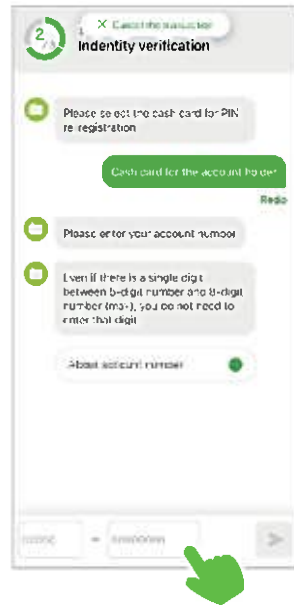 2
Cancel the transaction
Indentity verification
Please select the cash card for PIN
re-registration
Cash card for the account holder
Redo
Please enter your account number
Even if there is a single digit
between 5-digit number and 8-digit
number (max), you do not need to
enter that digit
About account number
-